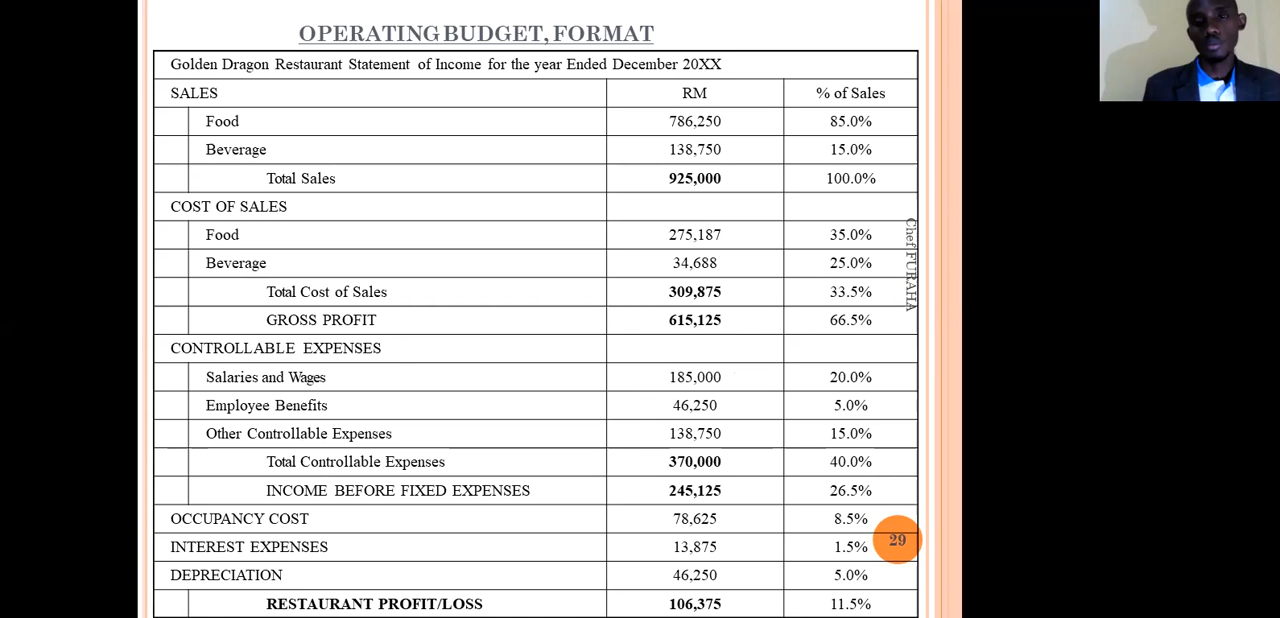 OPERATING BUDGET, FORMAT
Golden Dragon Restaurant Statement of Income for the year Ended December 20XX
SALES RM % of Sales
Food 786,250 85.0%
Beverage 138,750 15.0%
Total Sales 925,000 100.0%
COST OF SALES
Food 275,187 35.0%
Beverage 34,688 25.0%
Total Cost of Sales 309,875 33.5%
GROSS PROFIT 615,125 66.5%
CONTROLLABLE EXPENSES
Salaries and Wages 185,000 20.0%
Employee Benefits 46,250 5.0%
Other Controllable Expenses 138,750 15.0%
Total Controllable Expenses 370,000 40.0%
INCOME BEFORE FIXED EXPENSES 245,125 26.5%
OCCUPANCY COST 78,625 8.5%
INTEREST EXPENSES 13,875 1.5%
DEPRECIATION 46,250 5.0%
RESTAURANT PROFIT/LOSS 106,375 11.5%
Chef FURAHA
29